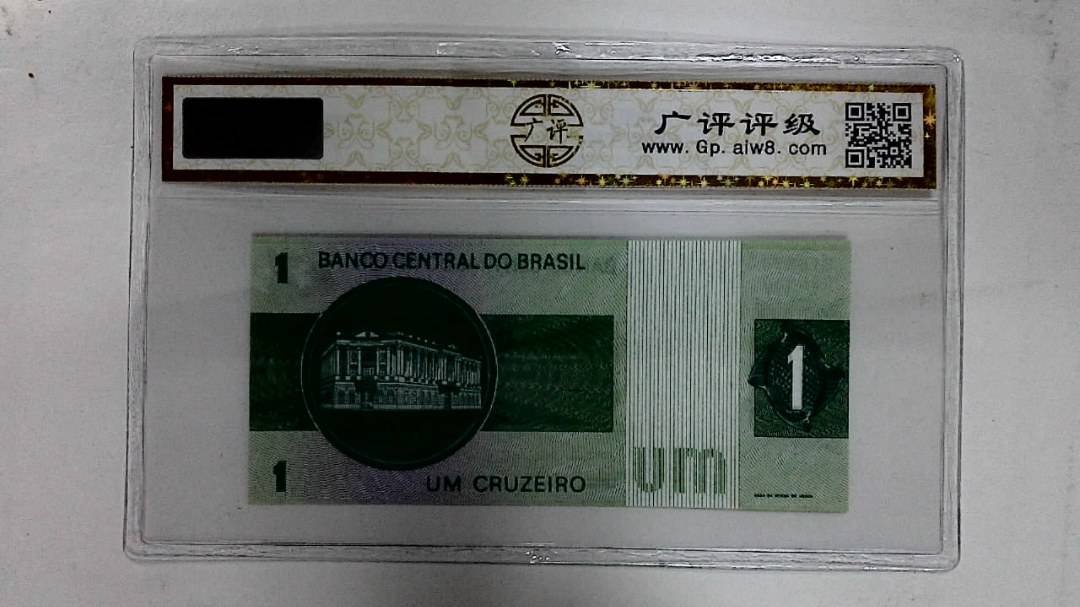 广评
广评评级
www. Gp. aiw8. com
1
BANCO CENTRAL DO BRASIL
1
1
UM CRUZEIRO
UM